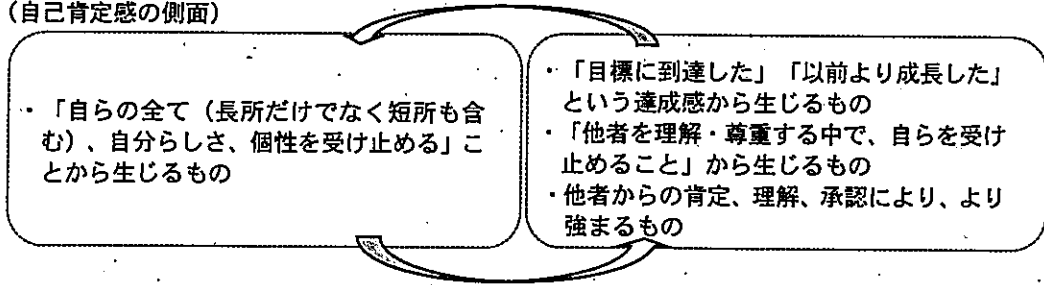 (自己肯定感の側面)
・「自らの全て（長所だけでなく短所も含
む）、自分らしさ、個性を受け止める」こ
とから生じるもの
・「目標に到達した」「以前より成長した」
という達成感から生じるもの
・「他者を理解・尊重する中で、自らを受け
止めること」から生じるもの
・他者からの肯定、理解、承認により、より
強まるもの